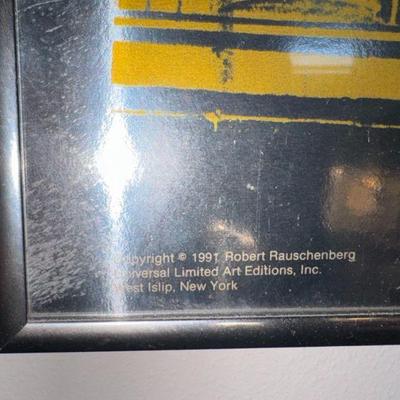 Copyright © 1991 Robert Rauschenberg
Universal Limited Art Editions, Inc.
West Islip, New York